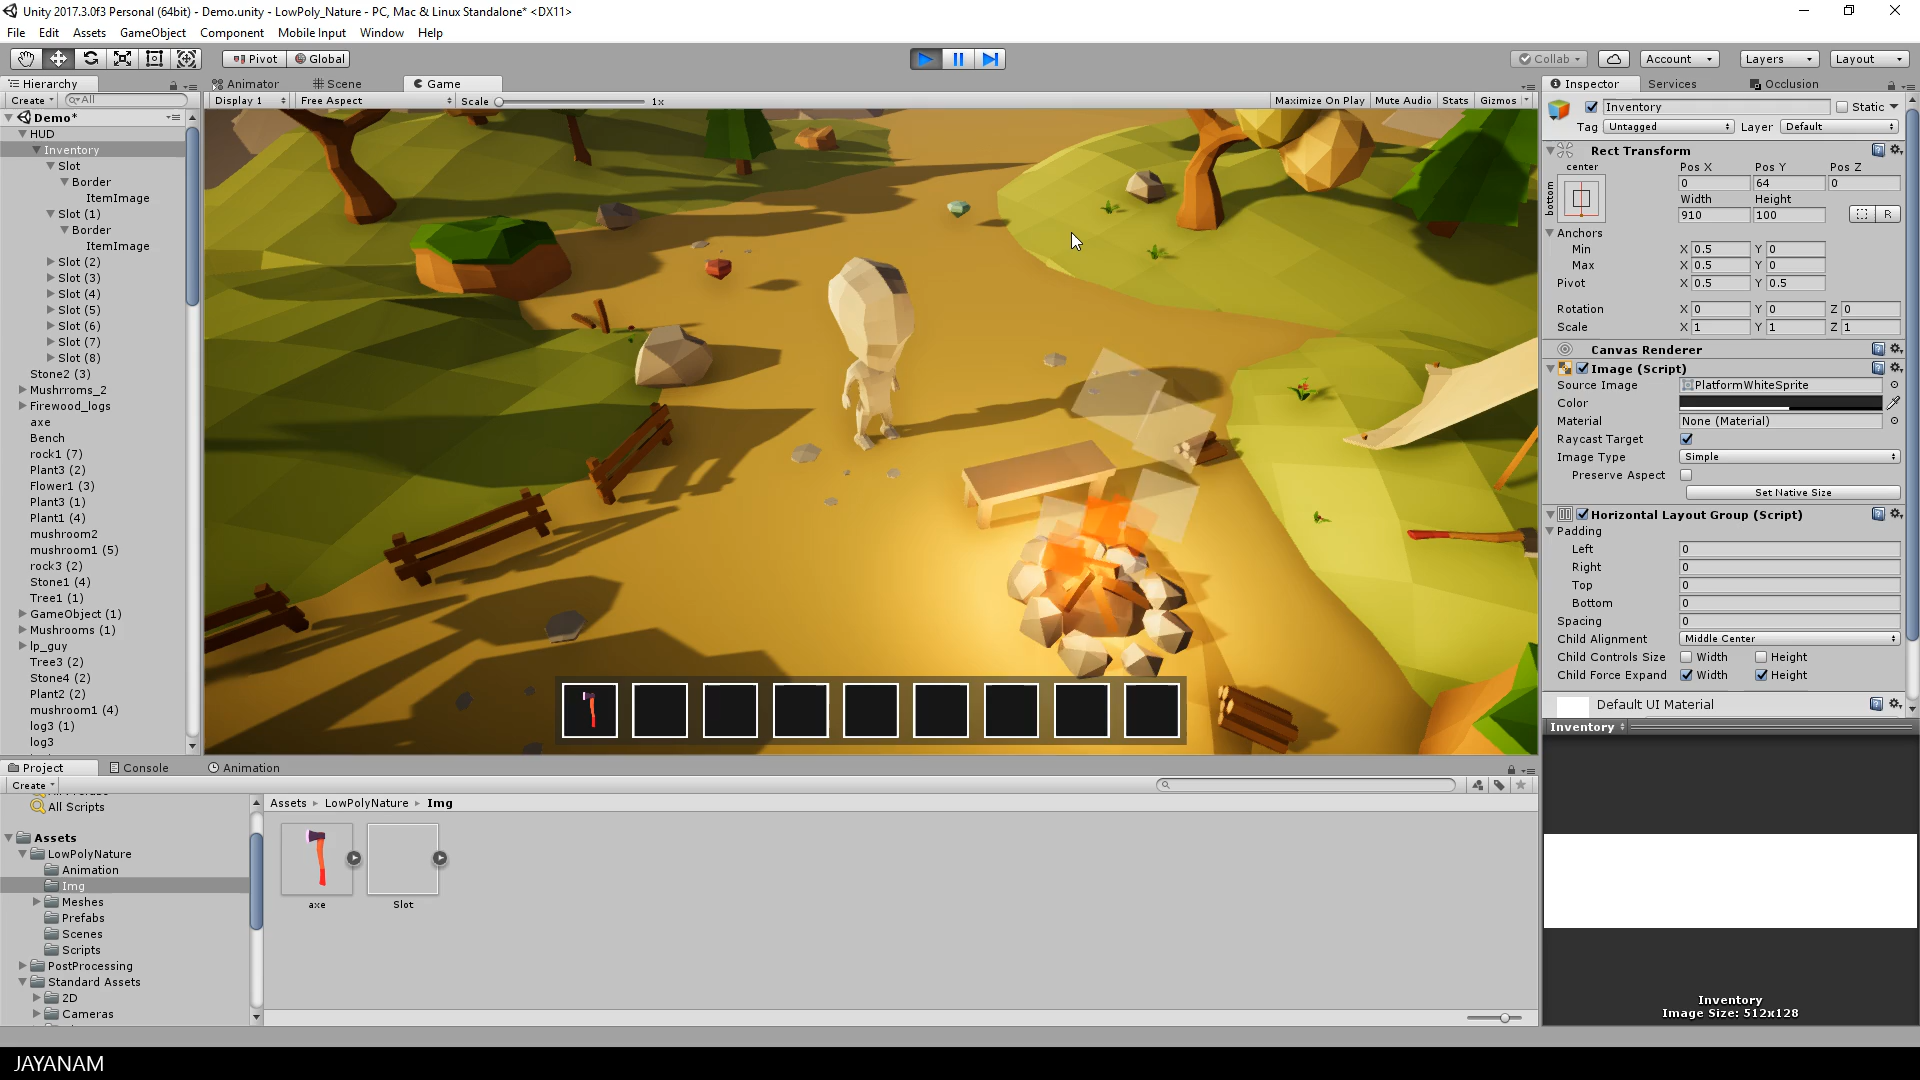 Unity 2017.3.0f3 Personal (64bit) - Demo.unity - LowPoly_Nature - PC, Mac & Linux Standalone* <DX11>
File Edit Assets GameObject Component Mobile Input Window Help
Pivot Global Collab Account Layers Layout
Hierarchy
Create All
Demo*
HUD
Inventory
Slot
Border
ItemImage
Slot (1)
Border
ItemImage
Slot (2)
Slot (3)
Slot (4)
Slot (5)
Slot (6)
Slot (7)
Slot (8)
Stone2 (3)
Mushrroms_2
Firewood_logs
axe
Bench
rock1 (7)
Plant3 (2)
Flower1 (3)
Plant3 (1)
Plant1 (4)
mushroom2
mushroom1 (5)
rock3 (2)
Stone1 (4)
Tree1 (1)
GameObject (1)
Mushrooms (1)
lp_guy
Tree3 (2)
Stone4 (2)
Plant2 (2)
mushroom1 (4)
log3 (1)
log3
Animator Scene Game
Display 1 Free Aspect Scale 1x Maximize On Play Mute Audio Stats Gizmos
Inspector Services Occlusion
Inventory Static
Tag Untagged Layer Default
Rect Transform
center Pos X Pos Y Pos Z
bottom
0 64 0
Width Height
910 100 R
Anchors
Min X 0.5 Y 0
Max X 0.5 Y 0
Pivot X 0.5 Y 0.5
Rotation X 0 Y 0 Z 0
Scale X 1 Y 1 Z 1
Canvas Renderer
Image (Script)
Source Image PlatformWhiteSprite
Color
Material None (Material)
Raycast Target
Image Type Simple
Preserve Aspect
Set Native Size
Horizontal Layout Group (Script)
Padding
Left 0
Right 0
Top 0
Bottom 0
Spacing 0
Child Alignment Middle Center
Child Controls Size Width Height
Child Force Expand Width Height
Default UI Material
Inventory
Inventory
Image Size: 512x128
Project Console Animation
Create
All Scripts
Assets
LowPolyNature
Animation
Img
Meshes
Prefabs
Scenes
Scripts
PostProcessing
Standard Assets
2D
Cameras
Assets LowPolyNature Img
axe Slot
JAYANAM